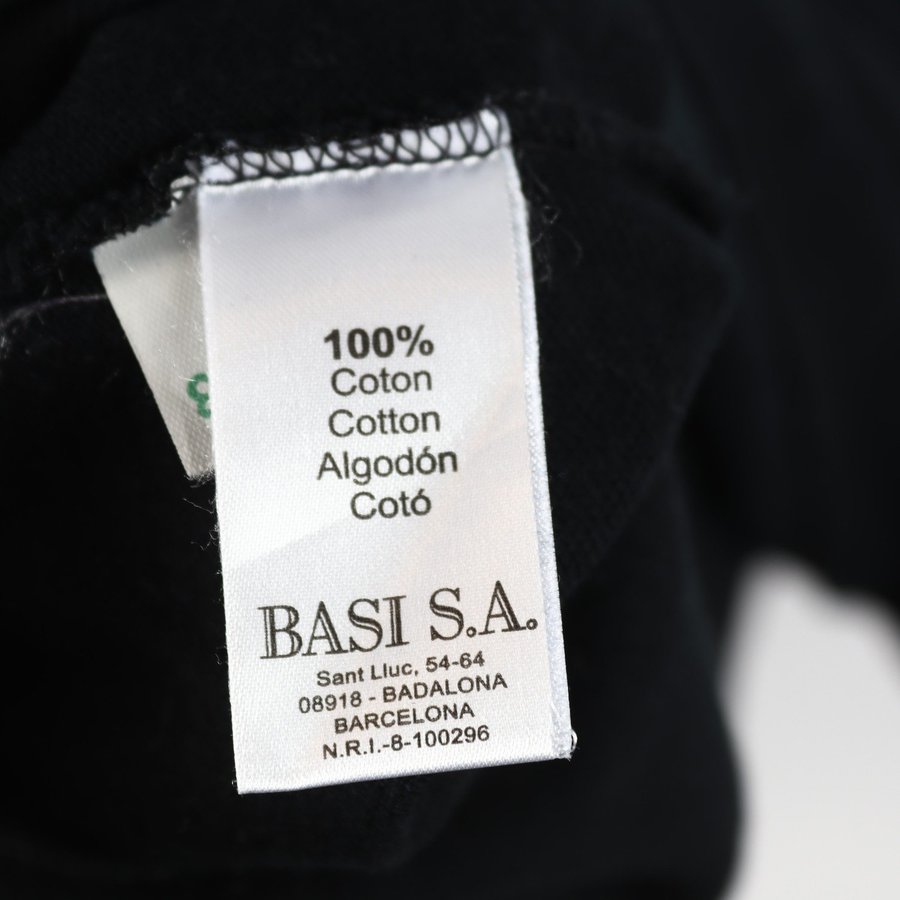 100%
Coton
Cotton
Algodón
Cotó
BASI S.A.
Sant Lluc, 54-64
08918 - BADALONA
BARCELONA
N.R.I.-8-100296